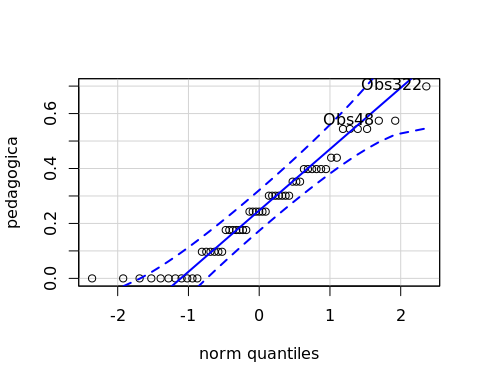 Obs322
Obs48
0.6
0.4
0.2
0.0
pedagogica
-2 -1 0 1 2
norm quantiles